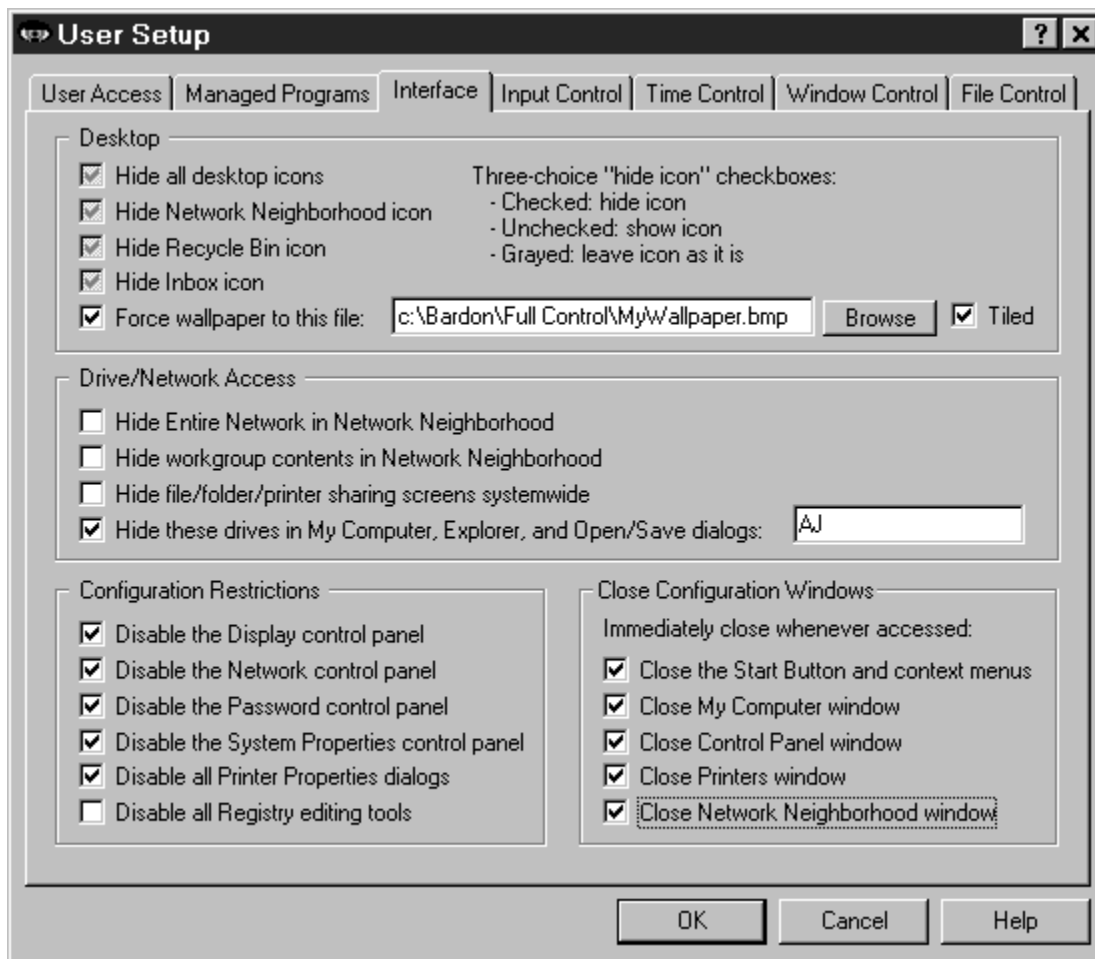 User Setup
User Access Managed Programs Interface Input Control Time Control Window Control File Control
Desktop
Hide all desktop icons
Hide Network Neighborhood icon
Hide Recycle Bin icon
Hide Inbox icon
Three-choice "hide icon" checkboxes:
- Checked: hide icon
- Unchecked: show icon
- Grayed: leave icon as it is
Force wallpaper to this file: c:\Bardon\Full Control\MyWallpaper.bmp Browse Tiled
Drive/Network Access
Hide Entire Network in Network Neighborhood
Hide workgroup contents in Network Neighborhood
Hide file/folder/printer sharing screens systemwide
Hide these drives in My Computer, Explorer, and Open/Save dialogs: AJ
Configuration Restrictions
Disable the Display control panel
Disable the Network control panel
Disable the Password control panel
Disable the System Properties control panel
Disable all Printer Properties dialogs
Disable all Registry editing tools
Close Configuration Windows
Immediately close whenever accessed:
Close the Start Button and context menus
Close My Computer window
Close Control Panel window
Close Printers window
Close Network Neighborhood window
OK Cancel Help